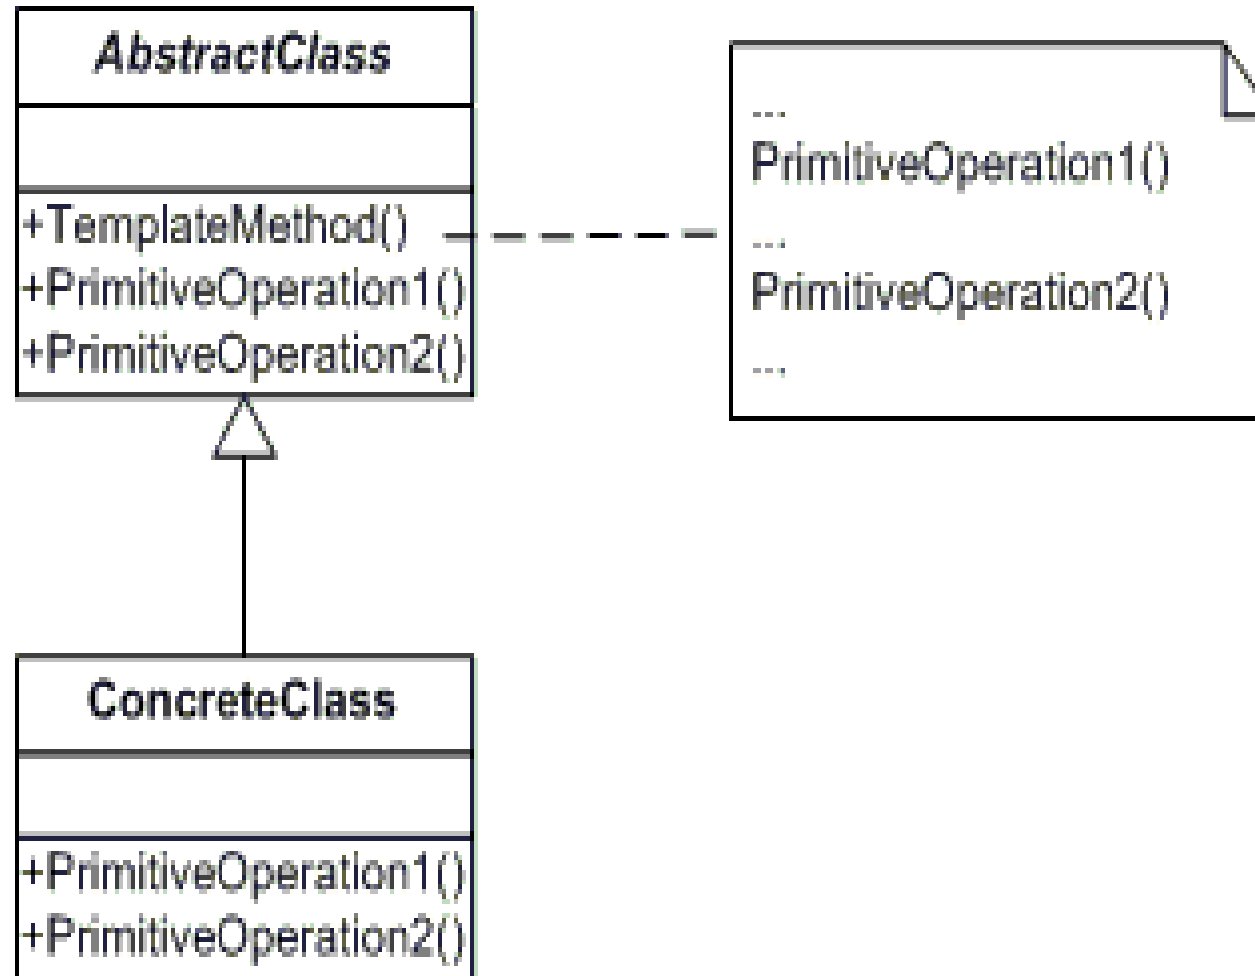 AbstractClass
+TemplateMethod()
+PrimitiveOperation1()
+PrimitiveOperation2()
...
PrimitiveOperation1()
...
PrimitiveOperation2()
...
ConcreteClass
+PrimitiveOperation1()
+PrimitiveOperation2()